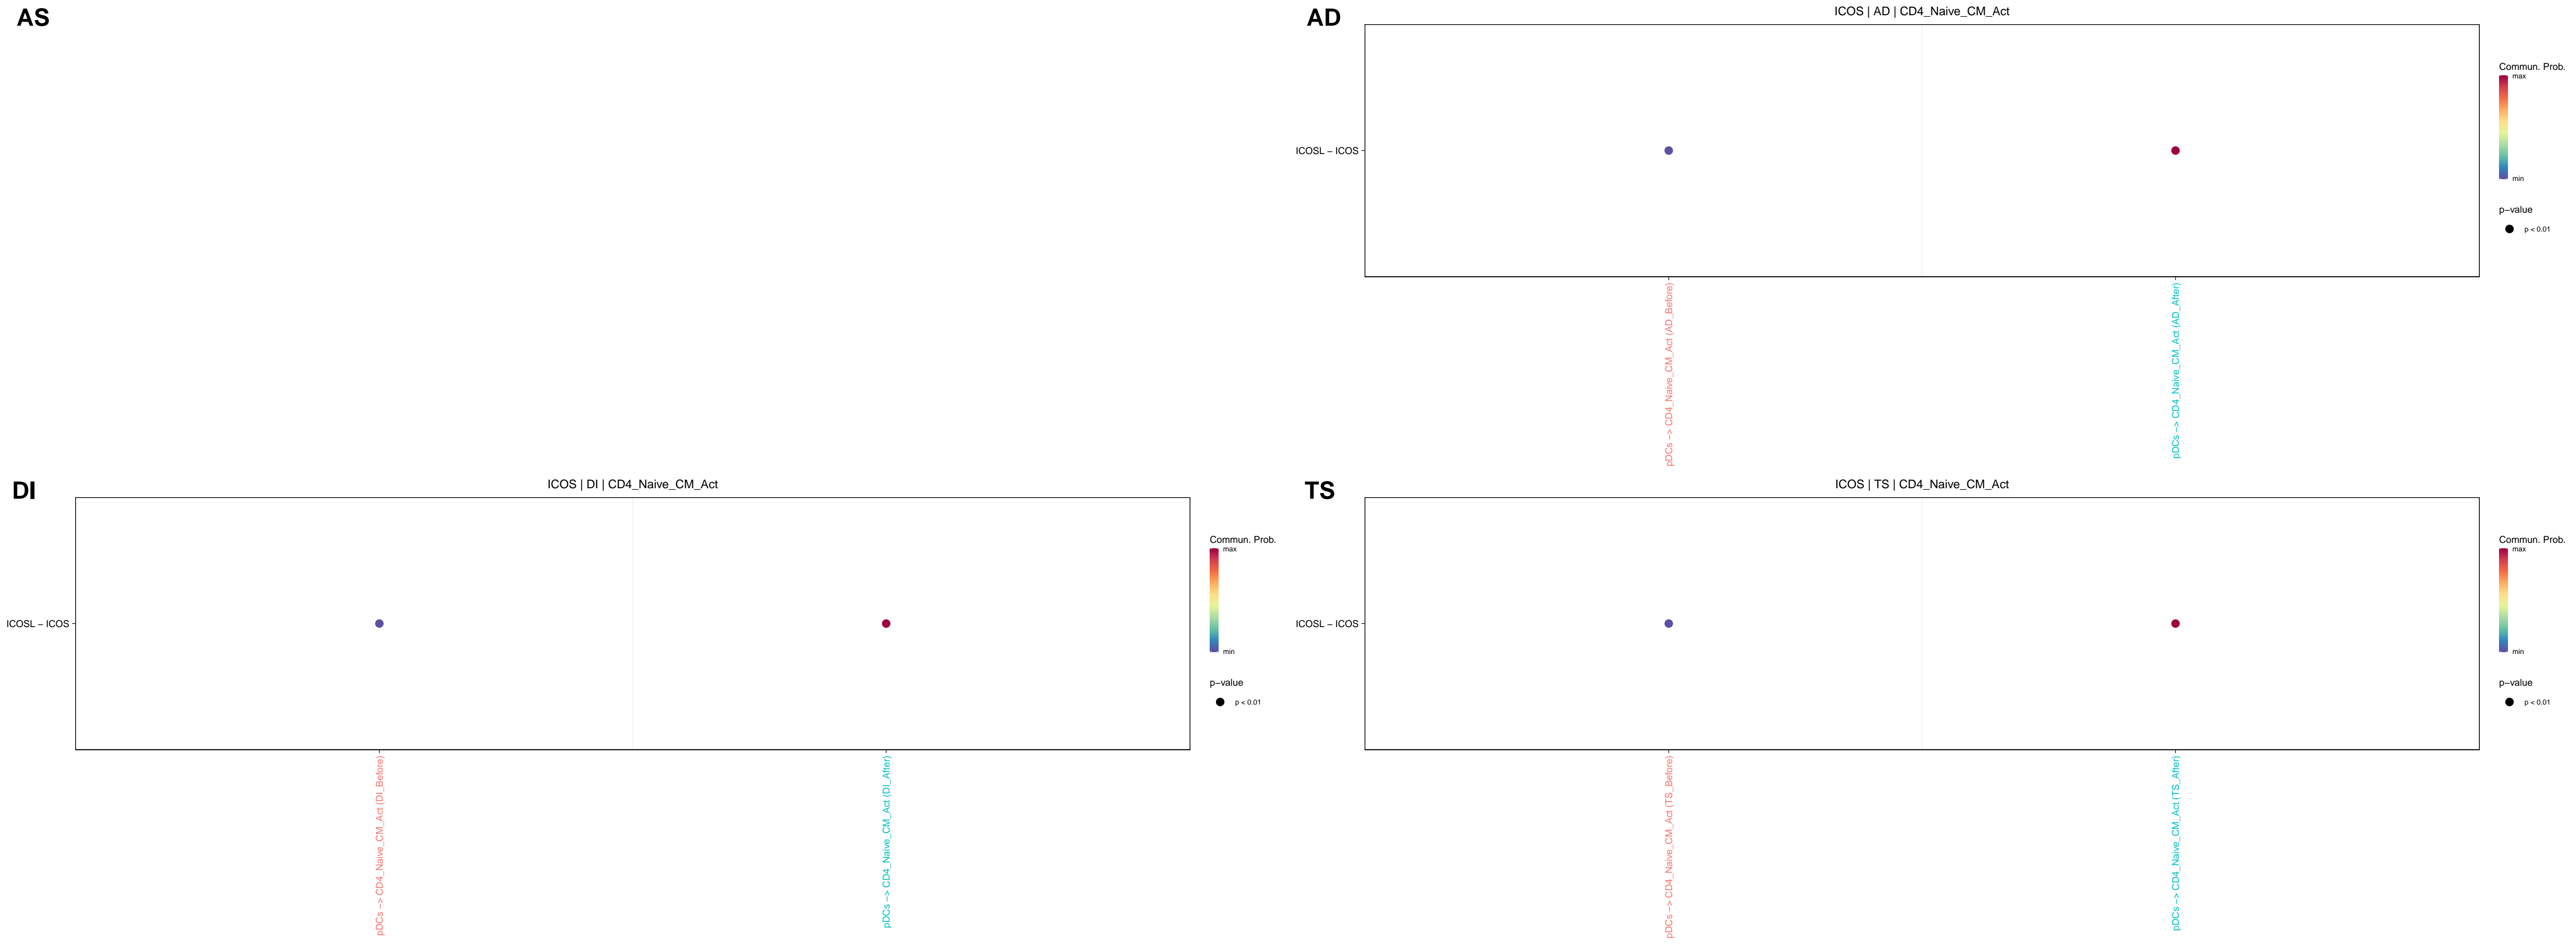 AS
AD
ICOS | AD | CD4_Naive_CM_Act
ICOSL − ICOS
Commun. Prob.
max
min
p−value
p < 0.01
pDCs −> CD4_Naive_CM_Act (AD_Before)
pDCs −> CD4_Naive_CM_Act (AD_After)
DI
ICOS | DI | CD4_Naive_CM_Act
ICOSL − ICOS
Commun. Prob.
max
min
p−value
p < 0.01
pDCs −> CD4_Naive_CM_Act (DI_Before)
pDCs −> CD4_Naive_CM_Act (DI_After)
TS
ICOS | TS | CD4_Naive_CM_Act
ICOSL − ICOS
Commun. Prob.
max
min
p−value
p < 0.01
pDCs −> CD4_Naive_CM_Act (TS_Before)
pDCs −> CD4_Naive_CM_Act (TS_After)